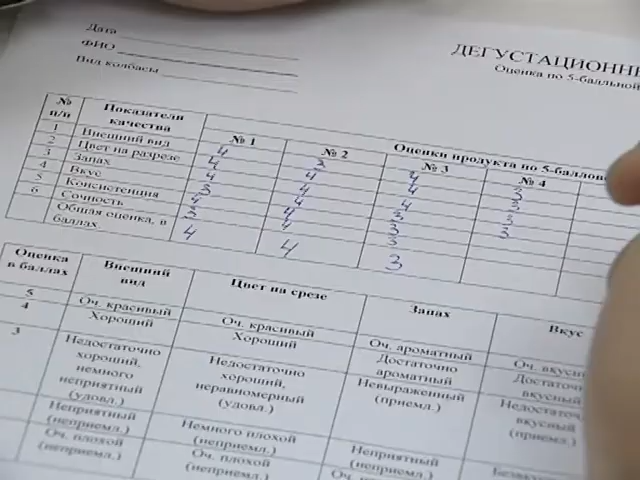 Дата
ФИО
Вид колбасы
ДЕГУСТАЦИОНН
Оценка по 5-балльной
№ п/п Показатели качества Оценки продукта по 5-балло
№ 1 № 2 № 3 № 4
1 Внешний вид 4 3 4 3
2 Цвет на разрезе 4 4 4 3
3 Запах 4 4 4 3
4 Вкус 3 4 3 3
5 Консистенция 4 4 3
6 Сочность 3 4 3
Общая оценка, в баллах 4 4 3
Оценка в баллах Внешний вид Цвет на срезе Запах Вкус
5 Оч. красивый Оч. красивый Оч. ароматный Оч. вкусн
4 Хороший Хороший Достаточно ароматный Достаточ вкусный
3 Недостаточно хороший, немного неприятный (удовл.) Недостаточно хороший, неравномерный (удовл.) Невыраженный (приемл.) Недостаточ вкусный (приемл.)
Неприятный (неприемл.) Немного плохой (неприемл.) Неприятный (неприемл.)
Оч. плохой (неприемл.) Оч. плохой (неприемл.)